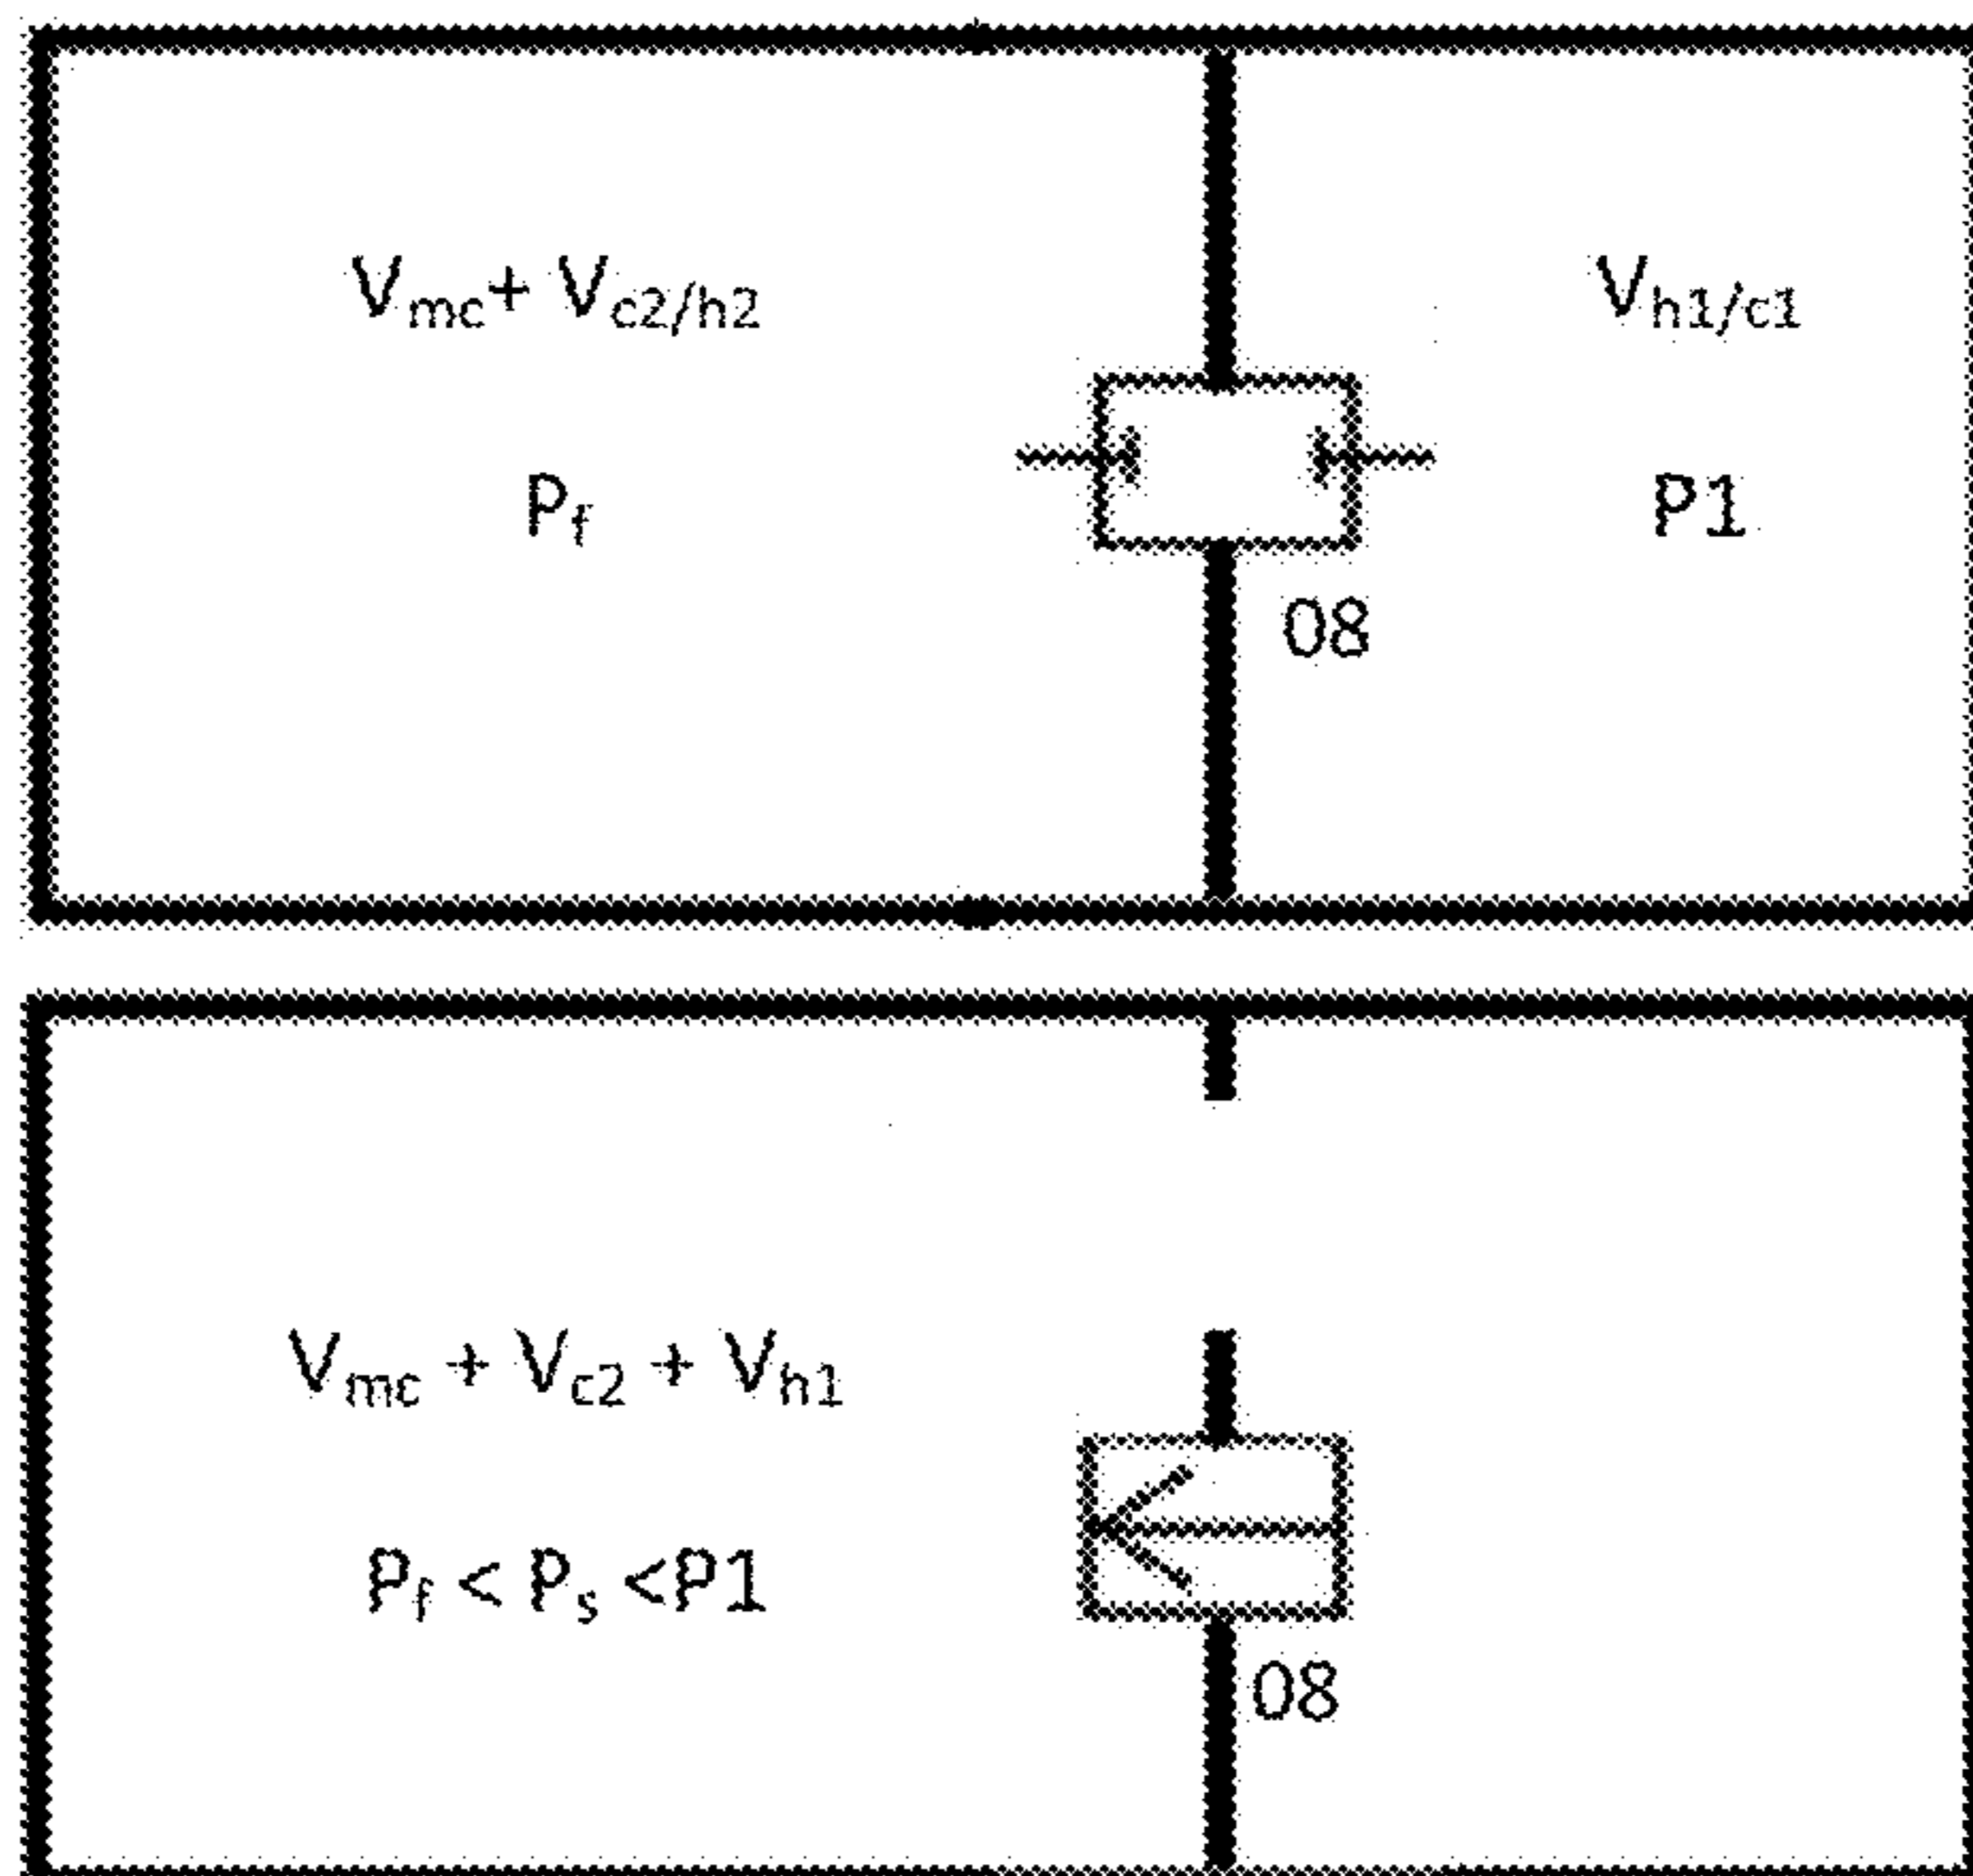 Vmc+ Vc2/h2
Vh1/c1
Pf
P1
08
Vmc + Vc2 + Vh1
Pf < Ps <P1
08